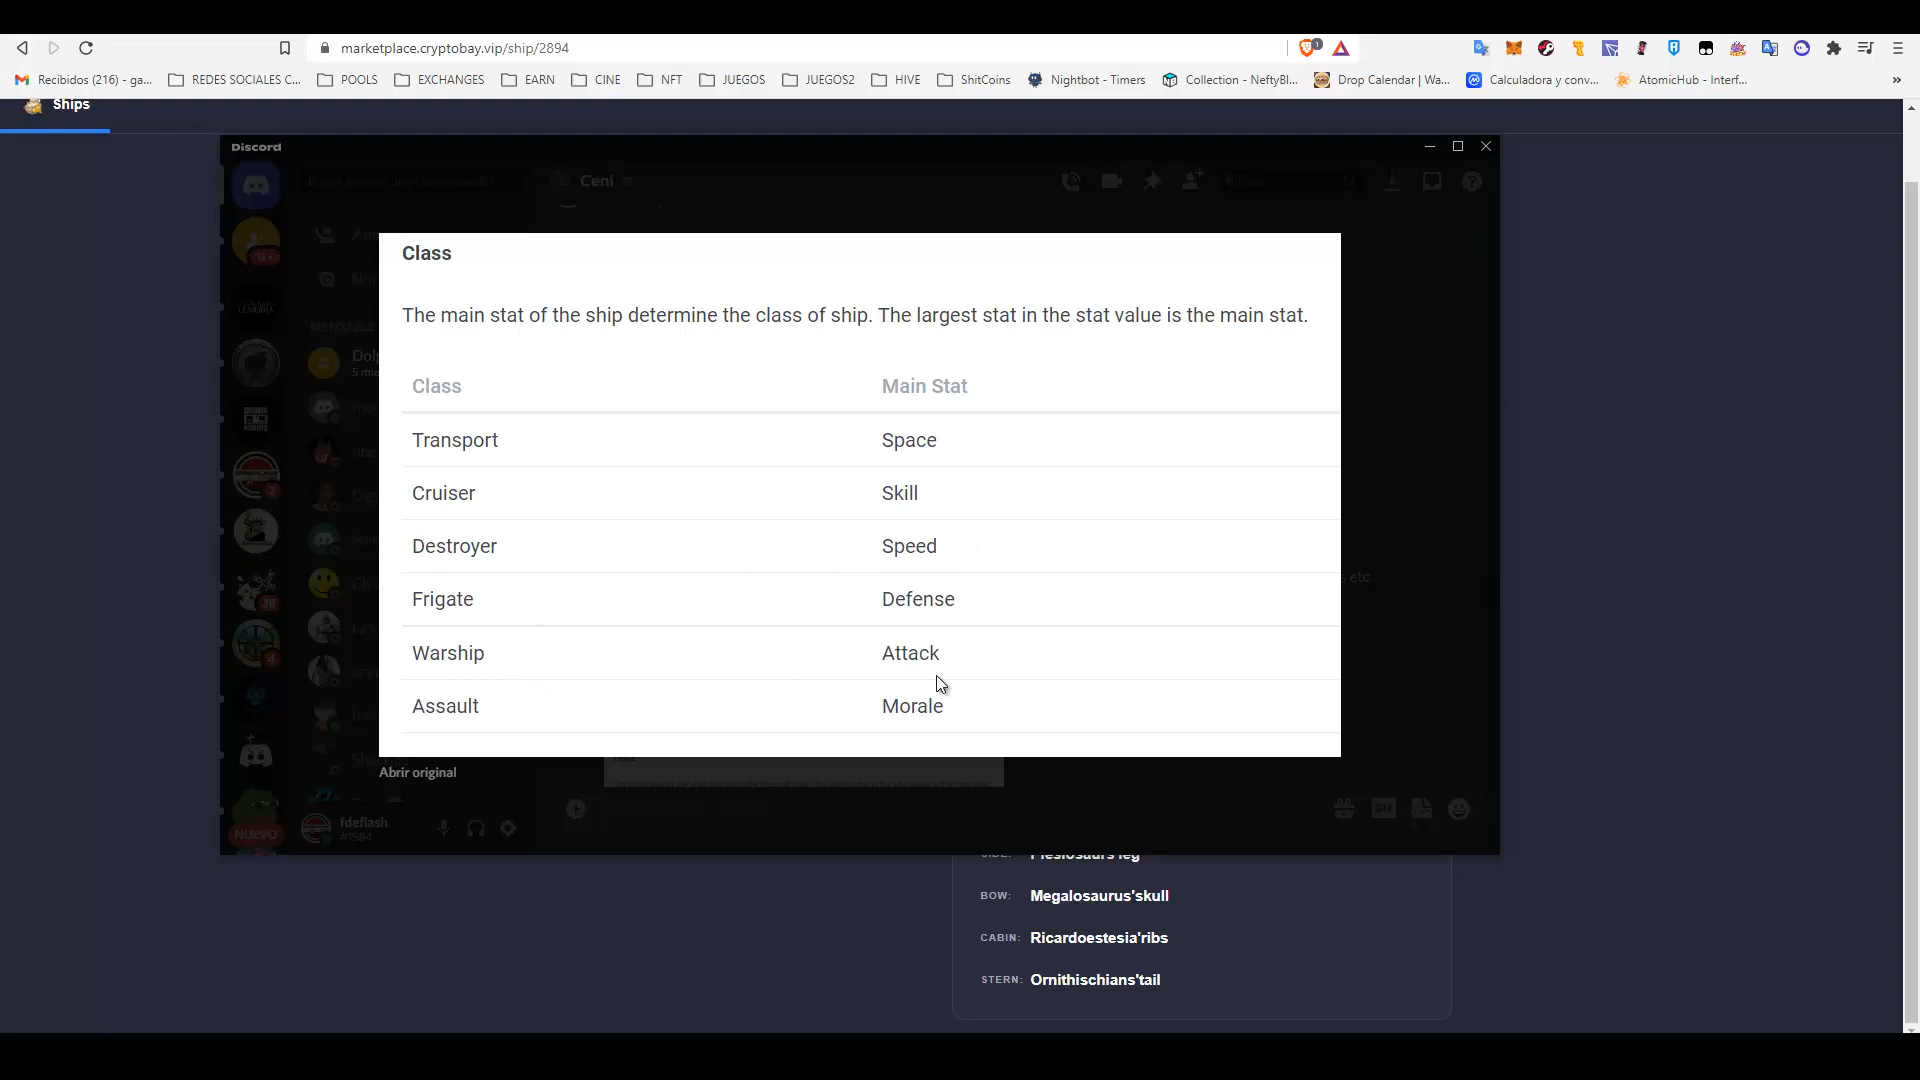 marketplace.cryptobay.vip/ship/2894
1
Recibidos (216) - ga...
REDES SOCIALES C...
POOLS
EXCHANGES
EARN
CINE
NFT
JUEGOS
JUEGOS2
HIVE
ShitCoins
Nightbot - Timers
Collection - NeftyBl...
Drop Calendar | Wa...
Calculadora y conv...
AtomicHub - Interf...
»
Ships
Discord
Ceni
Class
The main stat of the ship determine the class of ship. The largest stat in the stat value is the main stat.
Class Main Stat
Transport Space
Cruiser Skill
Destroyer Speed
Frigate Defense
Warship Attack
Assault Morale
, etc
Abrir original
fdeflash
#1584
NUEVO
BOW: Megalosaurus'skull
CABIN: Ricardoestesia'ribs
STERN: Ornithischians'tail